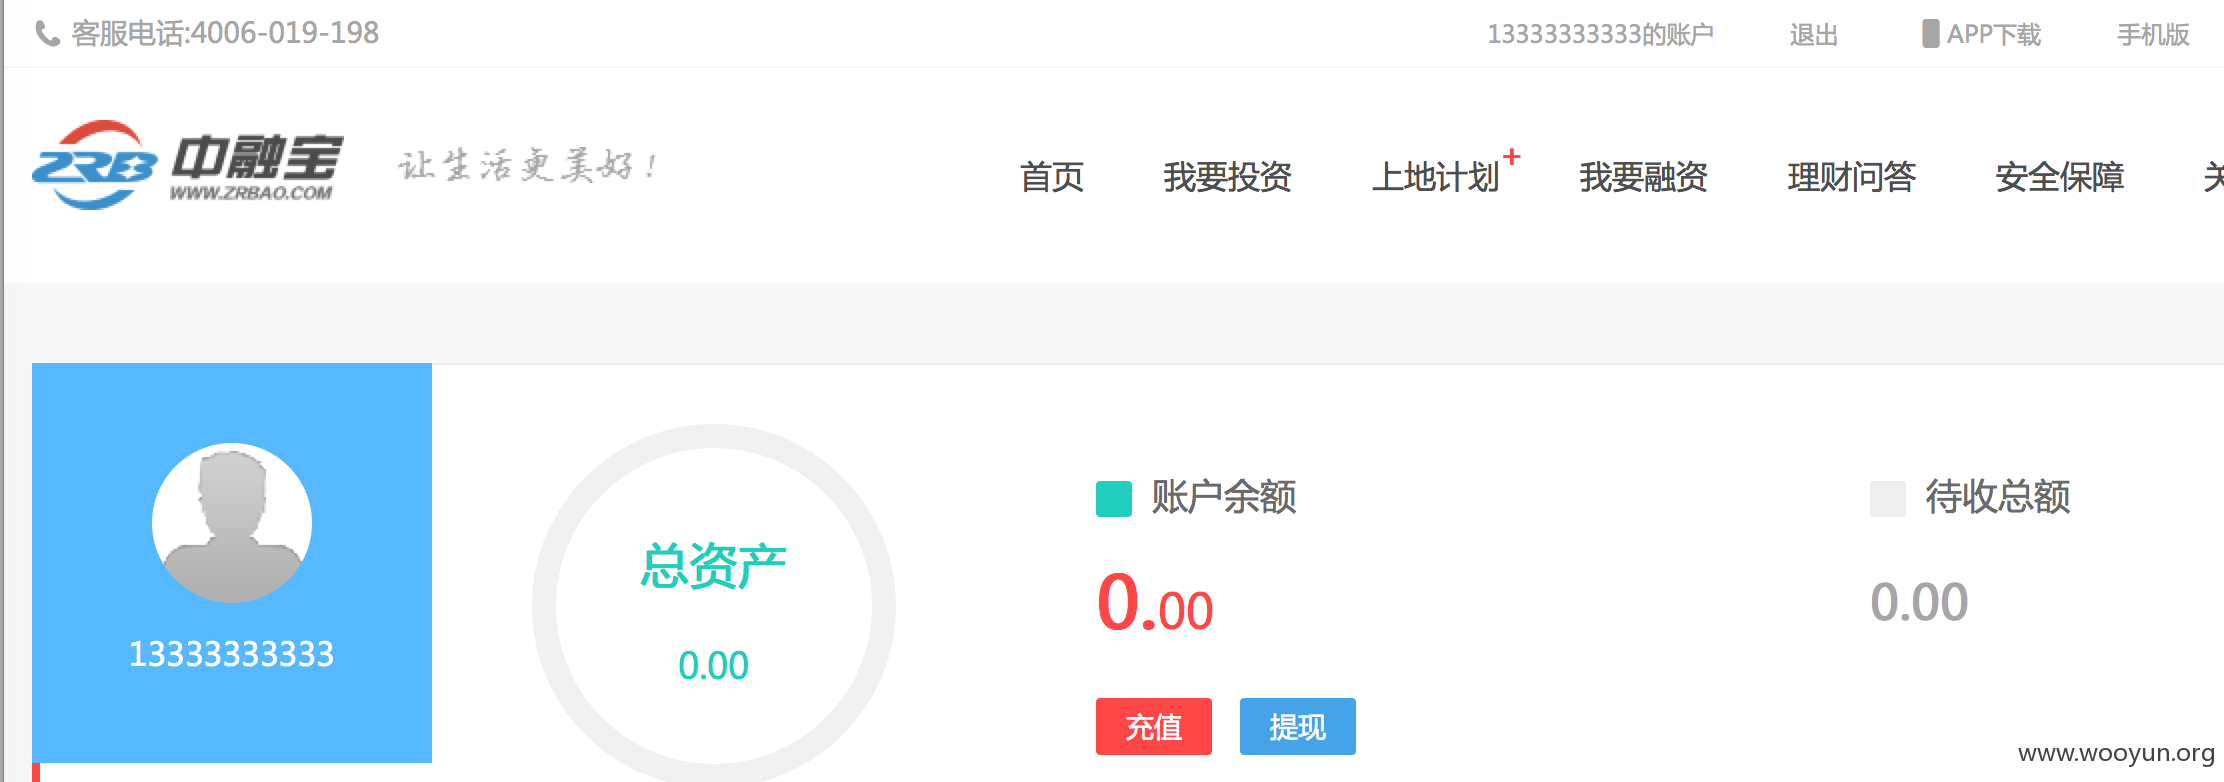 客服电话:4006-019-198
13333333333的账户 退出 APP下载 手机版
ZRB 中融宝
WWW.ZRBAO.COM
让生活更美好!
首页 我要投资 上地计划+ 我要融资 理财问答 安全保障
13333333333
总资产
0.00
账户余额
0.00
充值 提现
待收总额
0.00
www.wooyun.org